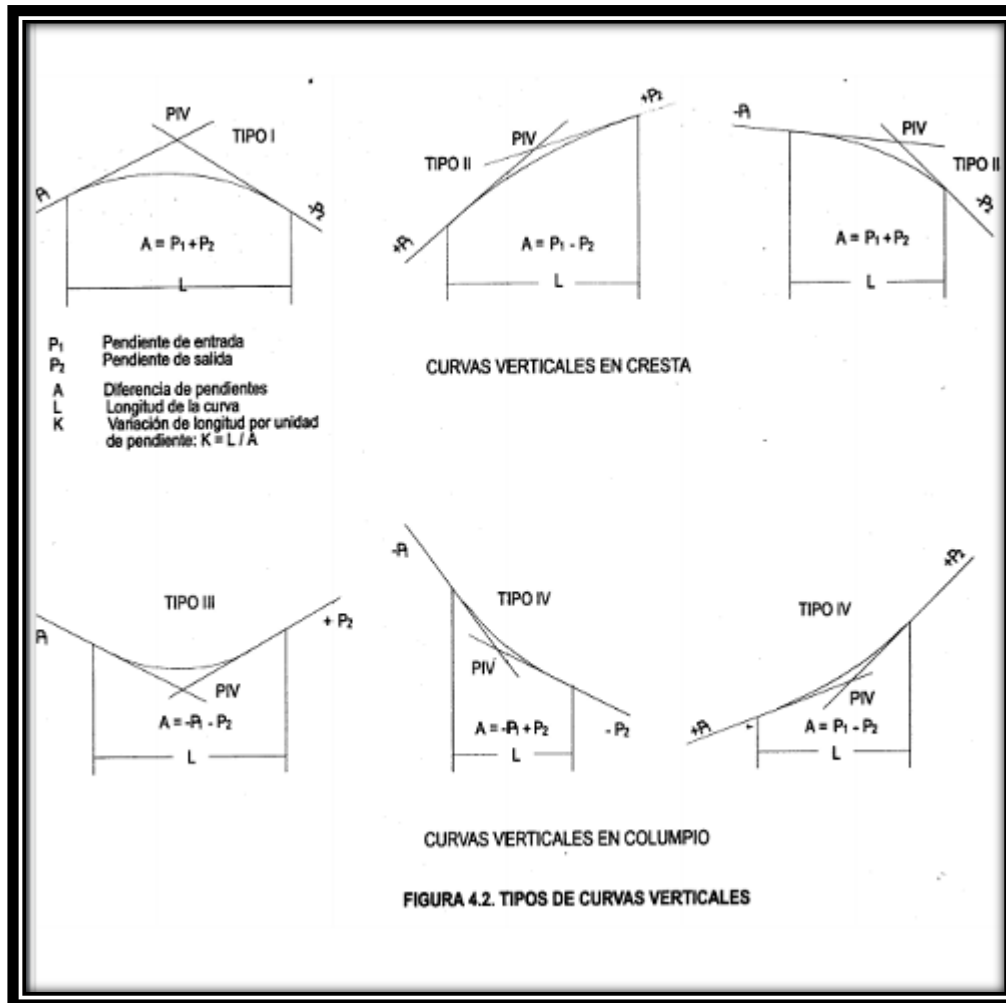 PIV
TIPO I
P₁
-P₂
A = P₁ + P₂
L
+P₂
PIV
TIPO II
+P₁
A = P₁ - P₂
L
-P₁
PIV
TIPO II
-P₂
A = P₁ + P₂
L
P₁ Pendiente de entrada
P₂ Pendiente de salida
A Diferencia de pendientes
L Longitud de la curva
K Variación de longitud por unidad
de pendiente: K = L / A
CURVAS VERTICALES EN CRESTA
TIPO III
P₁
+ P₂
PIV
A = -P₁ - P₂
L
-P₁
TIPO IV
PIV
A = -P₁ + P₂
- P₂
L
+P₂
TIPO IV
PIV
+P₁
A = P₁ - P₂
L
CURVAS VERTICALES EN COLUMPIO
FIGURA 4.2. TIPOS DE CURVAS VERTICALES